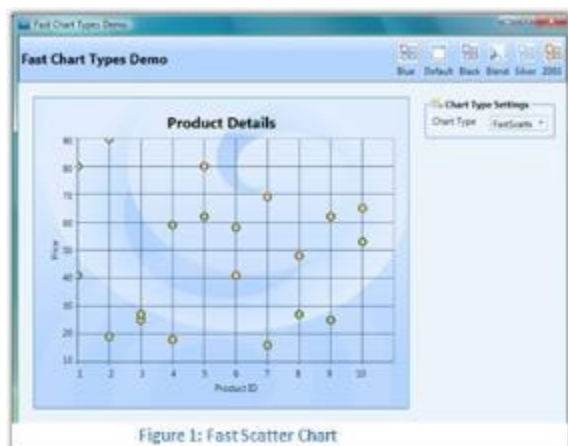 Fast Chart Types Demo
Fast Chart Types Demo
Blue Default Black Blend Silver 2003
Chart Type Settings
Chart Type FastScatte
Product Details
90
80
70
60
50
40
30
20
10
Price
1 2 3 4 5 6 7 8 9 10
Product ID
Figure 1: Fast Scatter Chart